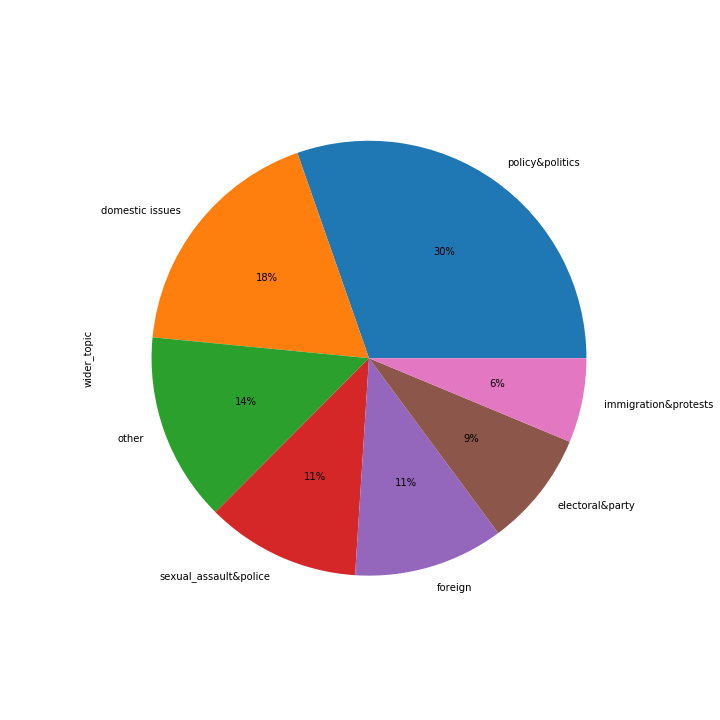 policy&politics
domestic issues
30%
18%
wider_topic
6%
14%
immigration&protests
other
9%
11%
11%
electoral&party
sexual_assault&police
foreign